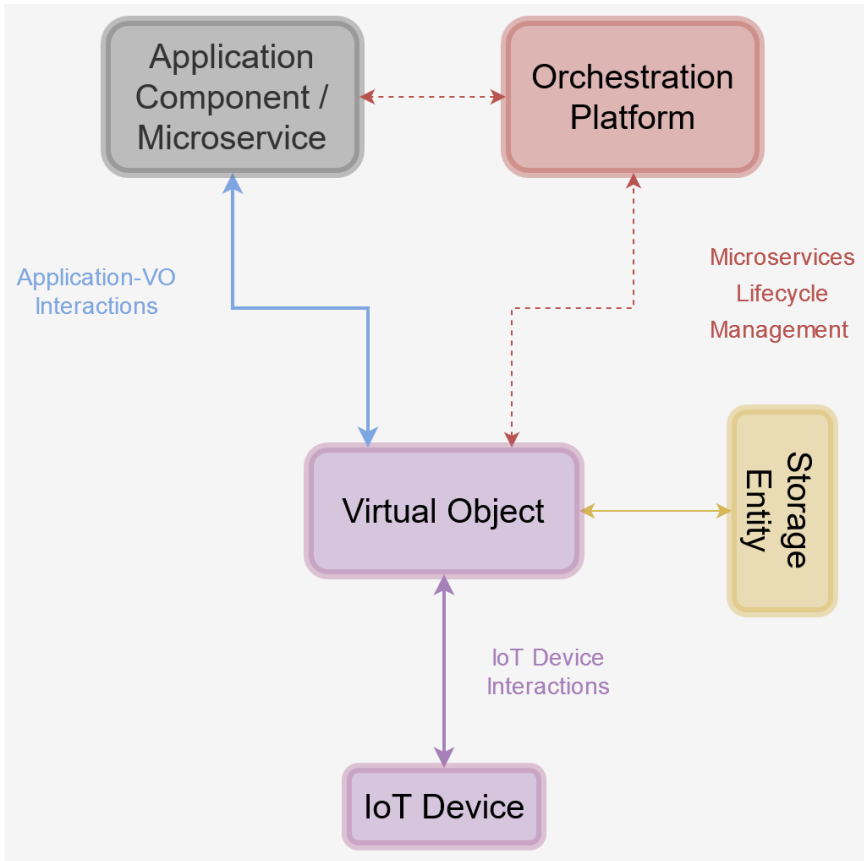 Application
Component /
Microservice
Orchestration
Platform
Application-VO
Interactions
Microservices
Lifecycle
Management
Virtual Object
Storage
Entity
IoT Device
Interactions
IoT Device